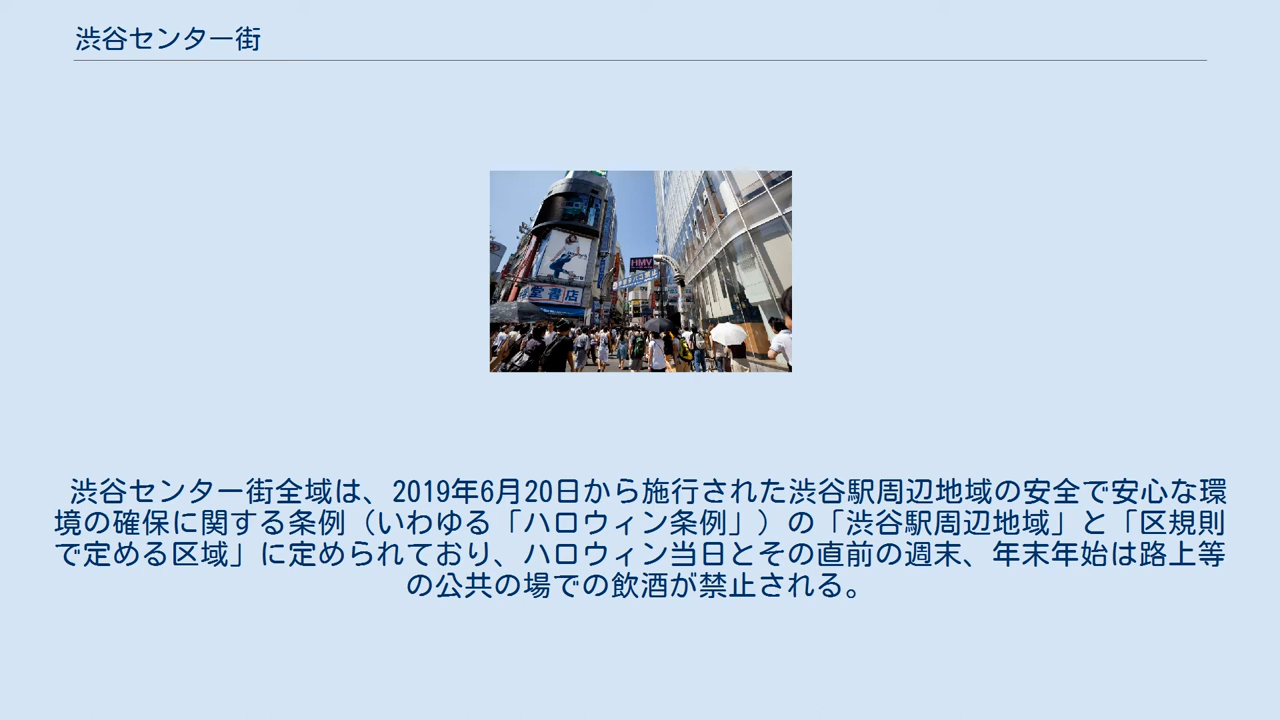 渋谷センター街
HMV
堂書店
渋谷センター街全域は、2019年6月20日から施行された渋谷駅周辺地域の安全で安心な環
境の確保に関する条例（いわゆる「ハロウィン条例」）の「渋谷駅周辺地域」と「区規則
で定める区域」に定められており、ハロウィン当日とその直前の週末、年末年始は路上等
の公共の場での飲酒が禁止される。